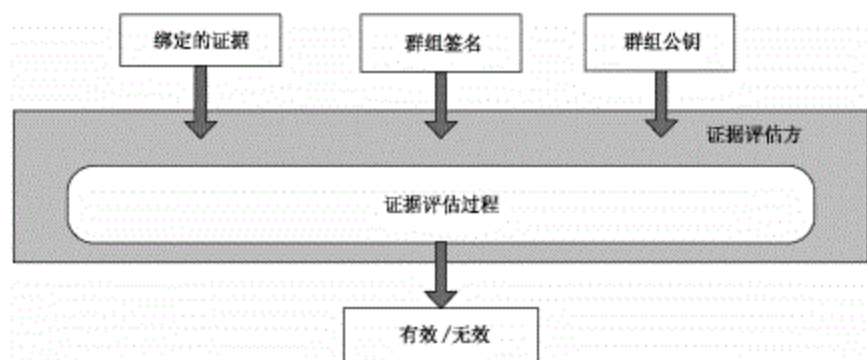 绑定的证据
群组签名
群组公钥
证据评估方
证据评估过程
有效/无效